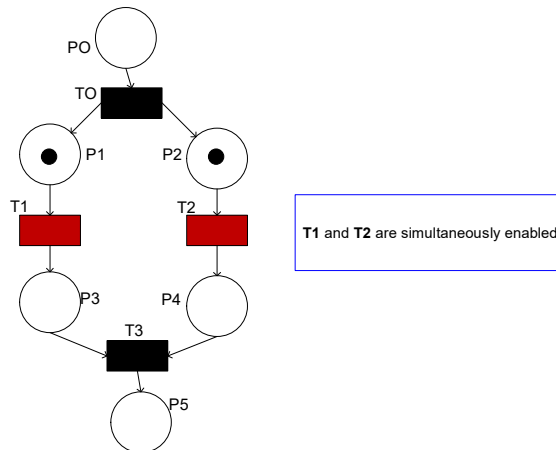 PO
TO
P1
P2
T1
T2
T1 and T2 are simultaneously enabled
P3
P4
T3
P5